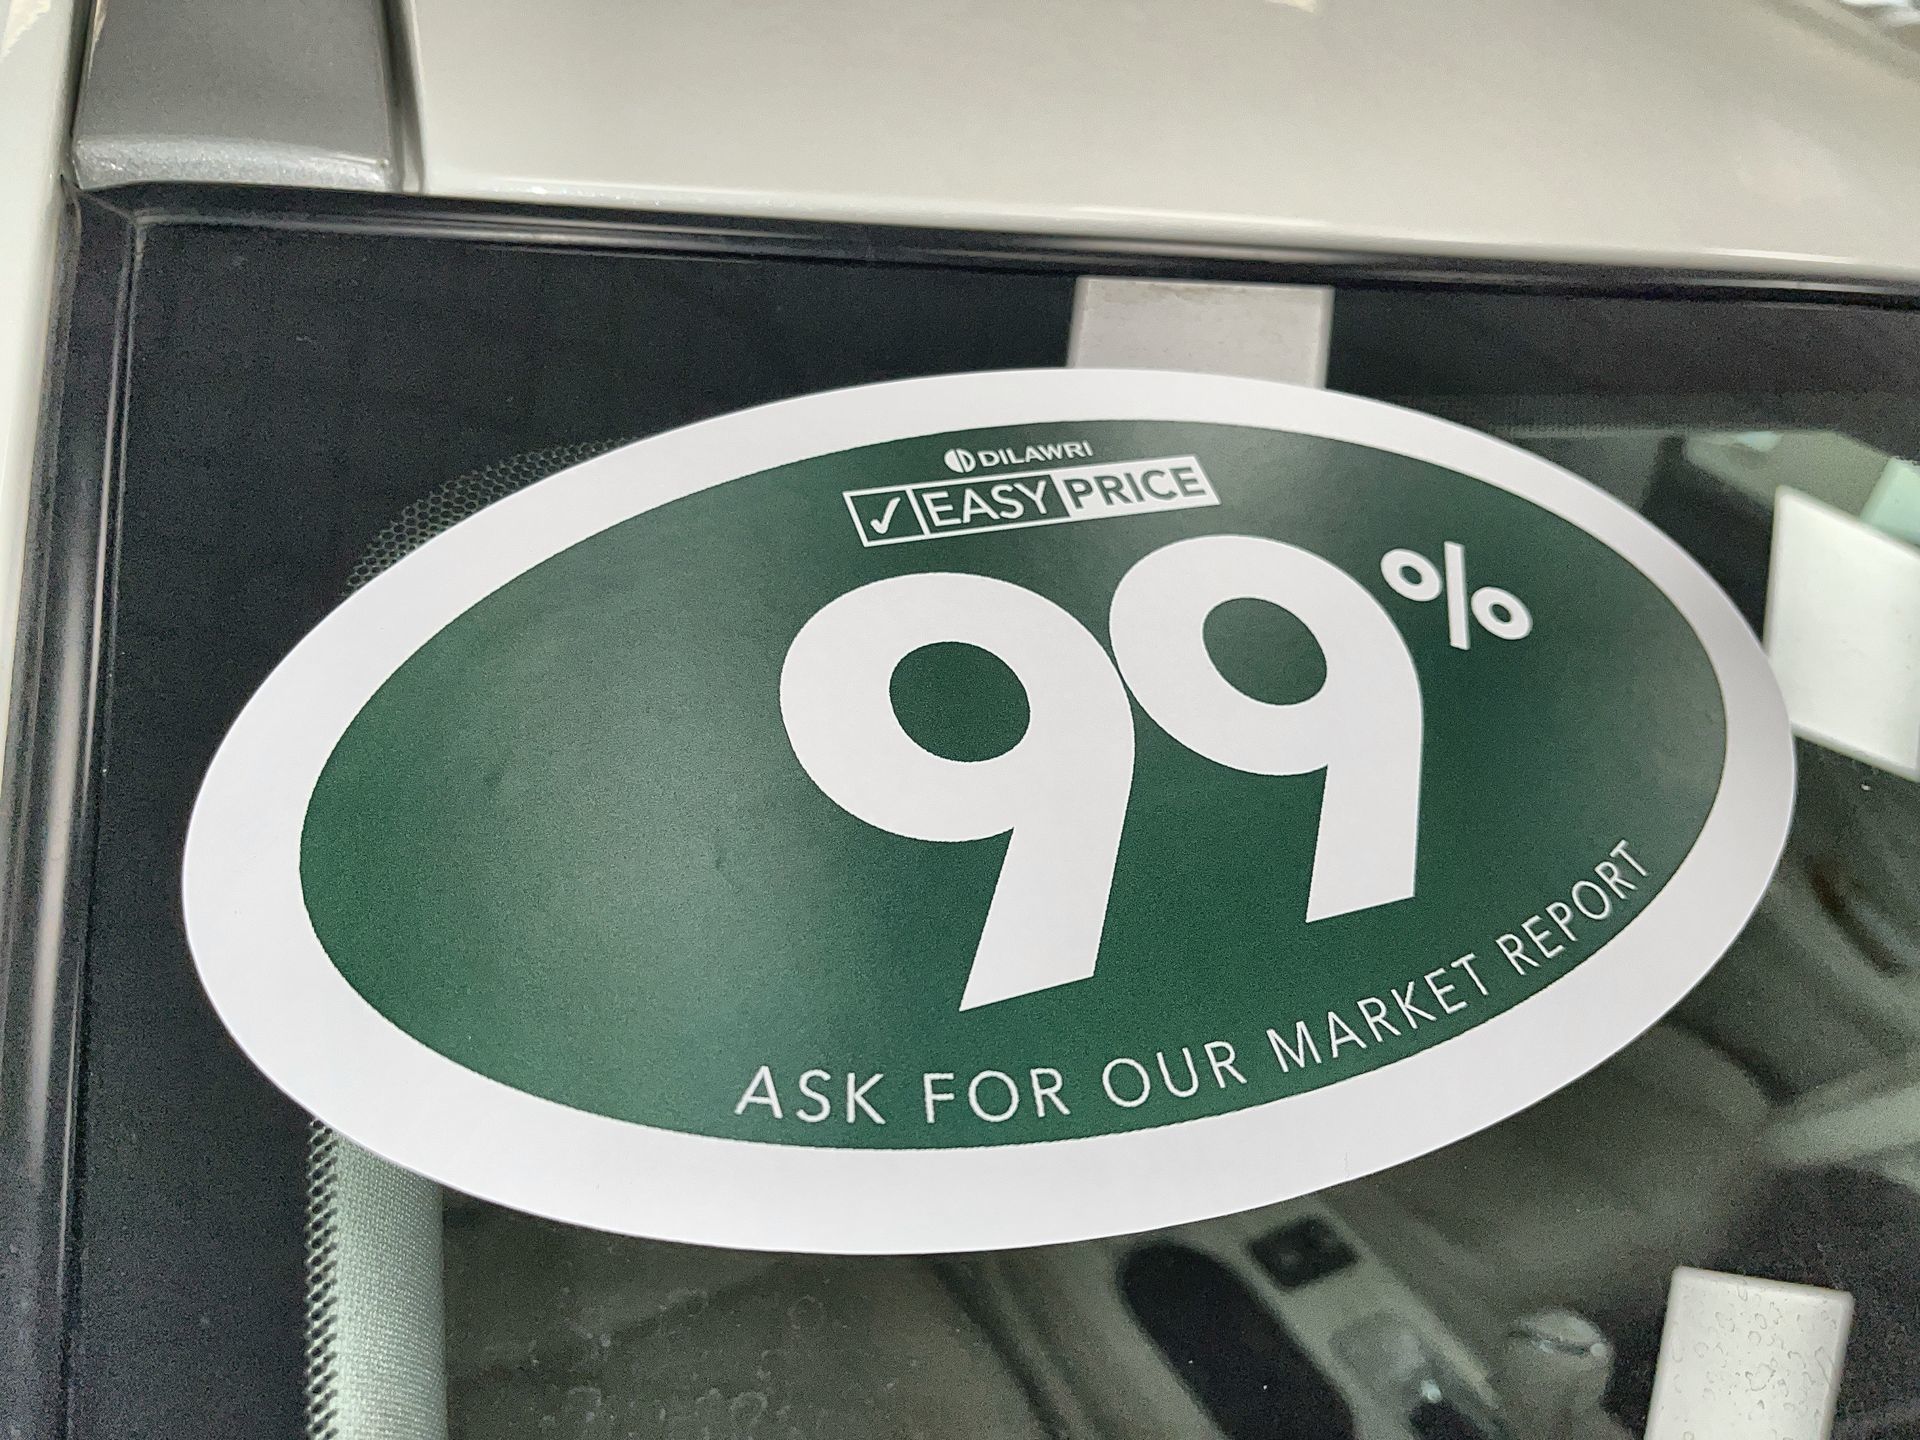 DILAWRI
✓ EASY PRICE
99%
ASK FOR OUR MARKET REPORT